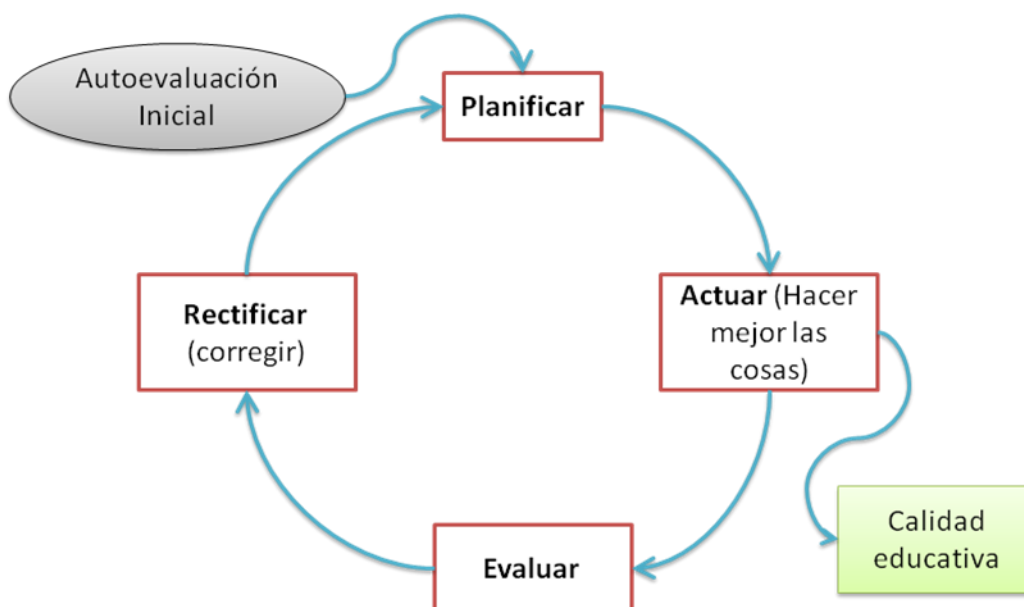 Autoevaluación
Inicial
Planificar
Actuar (Hacer
mejor las
cosas)
Rectificar
(corregir)
Calidad
educativa
Evaluar